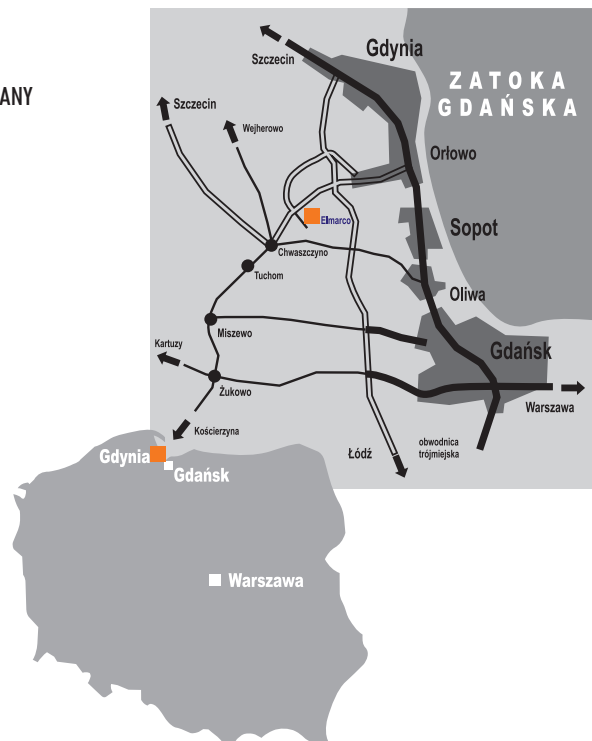 ANY
Gdynia
Szczecin
ZATOKA
GDAŃSKA
Szczecin
Wejherowo
Orłowo
Elmarco
Sopot
Chwaszczyno
Tuchom
Oliwa
Miszewo
Kartuzy
Gdańsk
Żukowo
Warszawa
Kościerzyna
Łódź
obwodnica
trójmiejska
Gdynia
Gdańsk
Warszawa